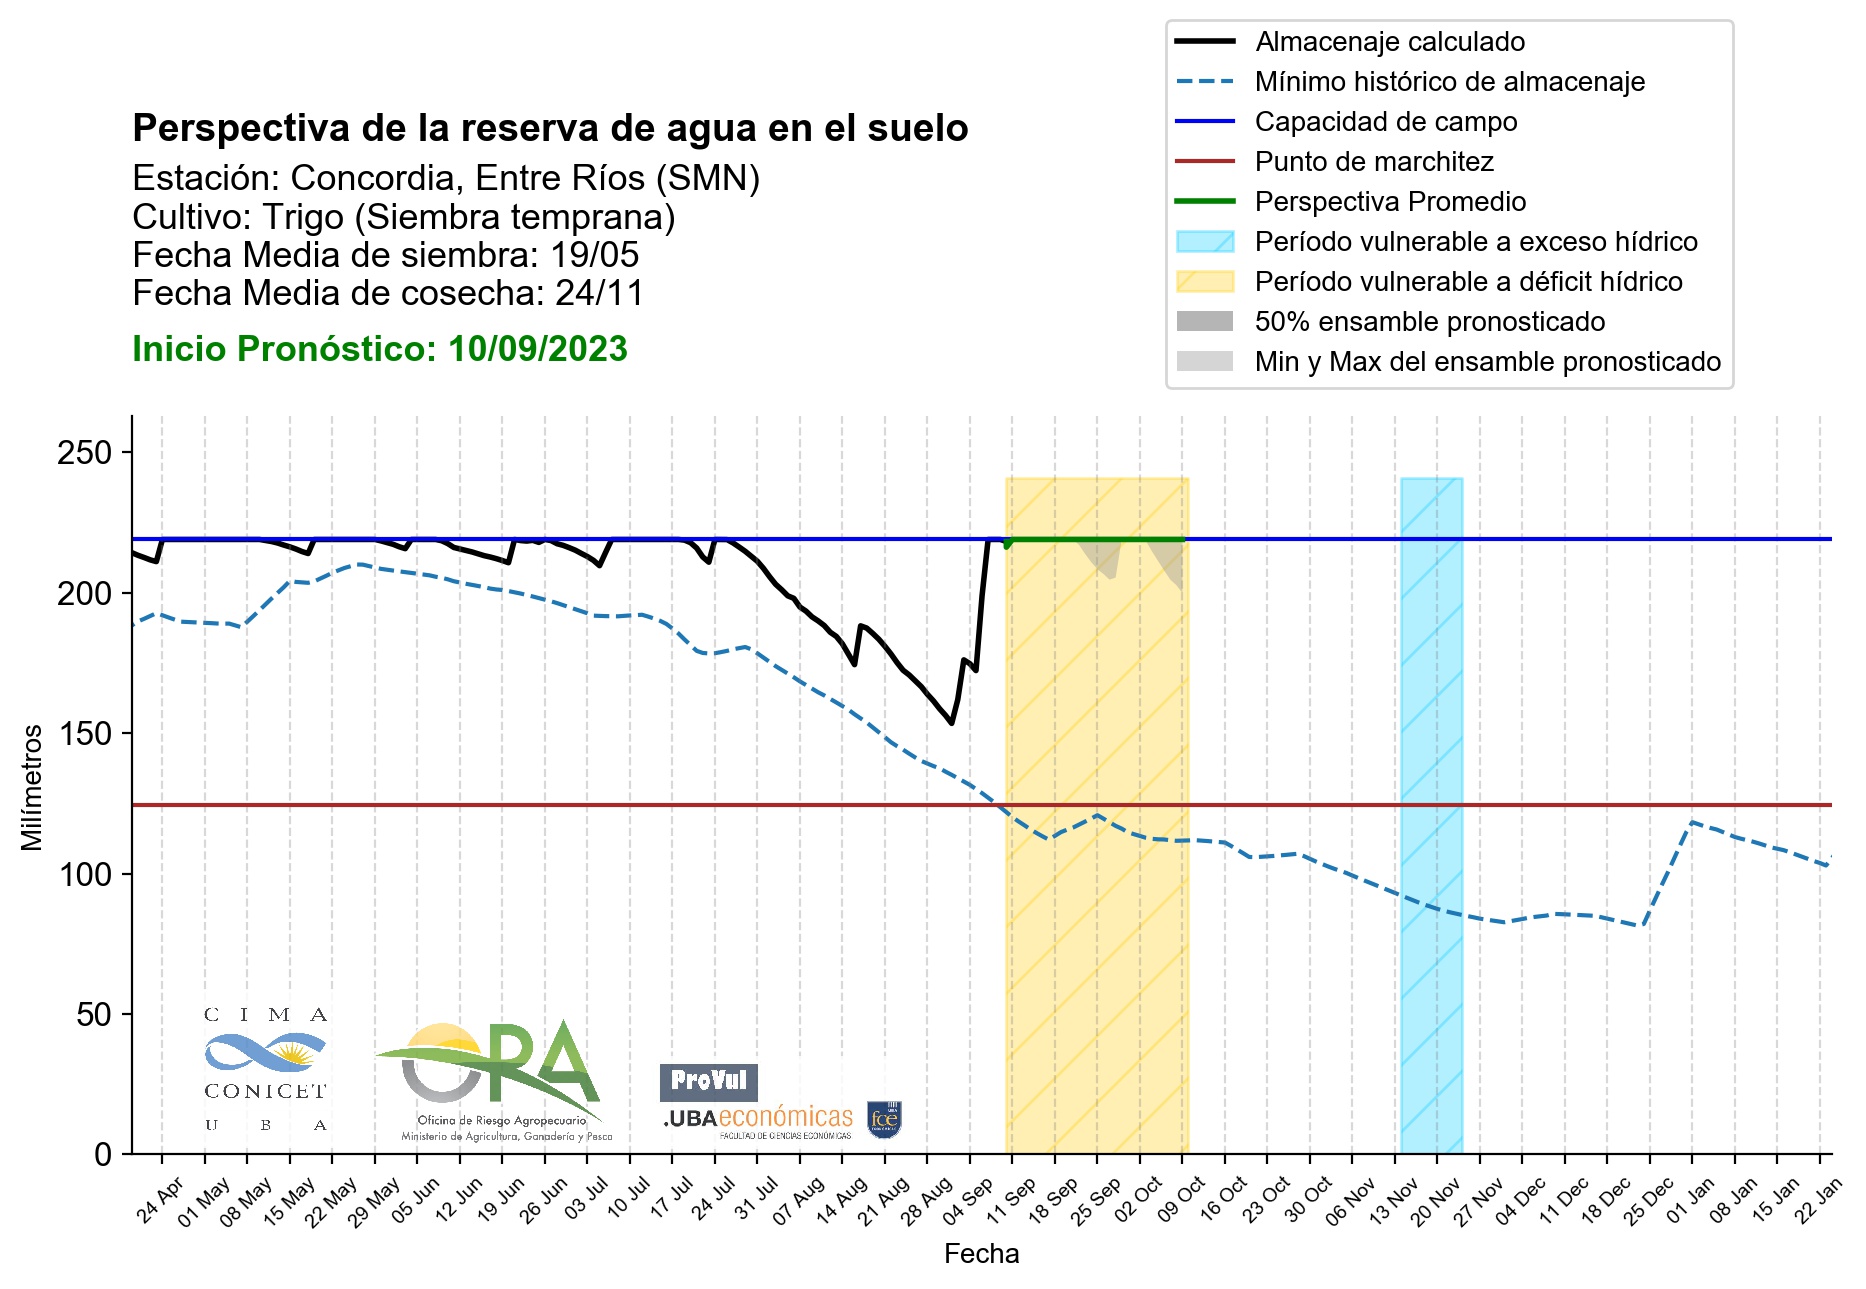 Almacenaje calculado
Mínimo histórico de almacenaje
Capacidad de campo
Punto de marchitez
Perspectiva Promedio
Período vulnerable a exceso hídrico
Período vulnerable a déficit hídrico
50% ensamble pronosticado
Min y Max del ensamble pronosticado
Perspectiva de la reserva de agua en el suelo
Estación: Concordia, Entre Ríos (SMN)
Cultivo: Trigo (Siembra temprana)
Fecha Media de siembra: 19/05
Fecha Media de cosecha: 24/11
Inicio Pronóstico: 10/09/2023
Milímetros
250
200
150
100
50
0
CIMA
CONICET
UBA
OPA
Oficina de Riesgo Agropecuario
Ministerio de Agricultura, Ganadería y Pesca
ProVul
.UBAeconómicas
FACULTAD DE CIENCIAS ECONÓMICAS
UBA
fce
24 Apr
01 May
08 May
15 May
22 May
29 May
05 Jun
12 Jun
19 Jun
26 Jun
03 Jul
10 Jul
17 Jul
24 Jul
31 Jul
07 Aug
14 Aug
21 Aug
28 Aug
04 Sep
11 Sep
18 Sep
25 Sep
02 Oct
09 Oct
16 Oct
23 Oct
30 Oct
06 Nov
13 Nov
20 Nov
27 Nov
04 Dec
11 Dec
18 Dec
25 Dec
01 Jan
08 Jan
15 Jan
22 Jan
Fecha